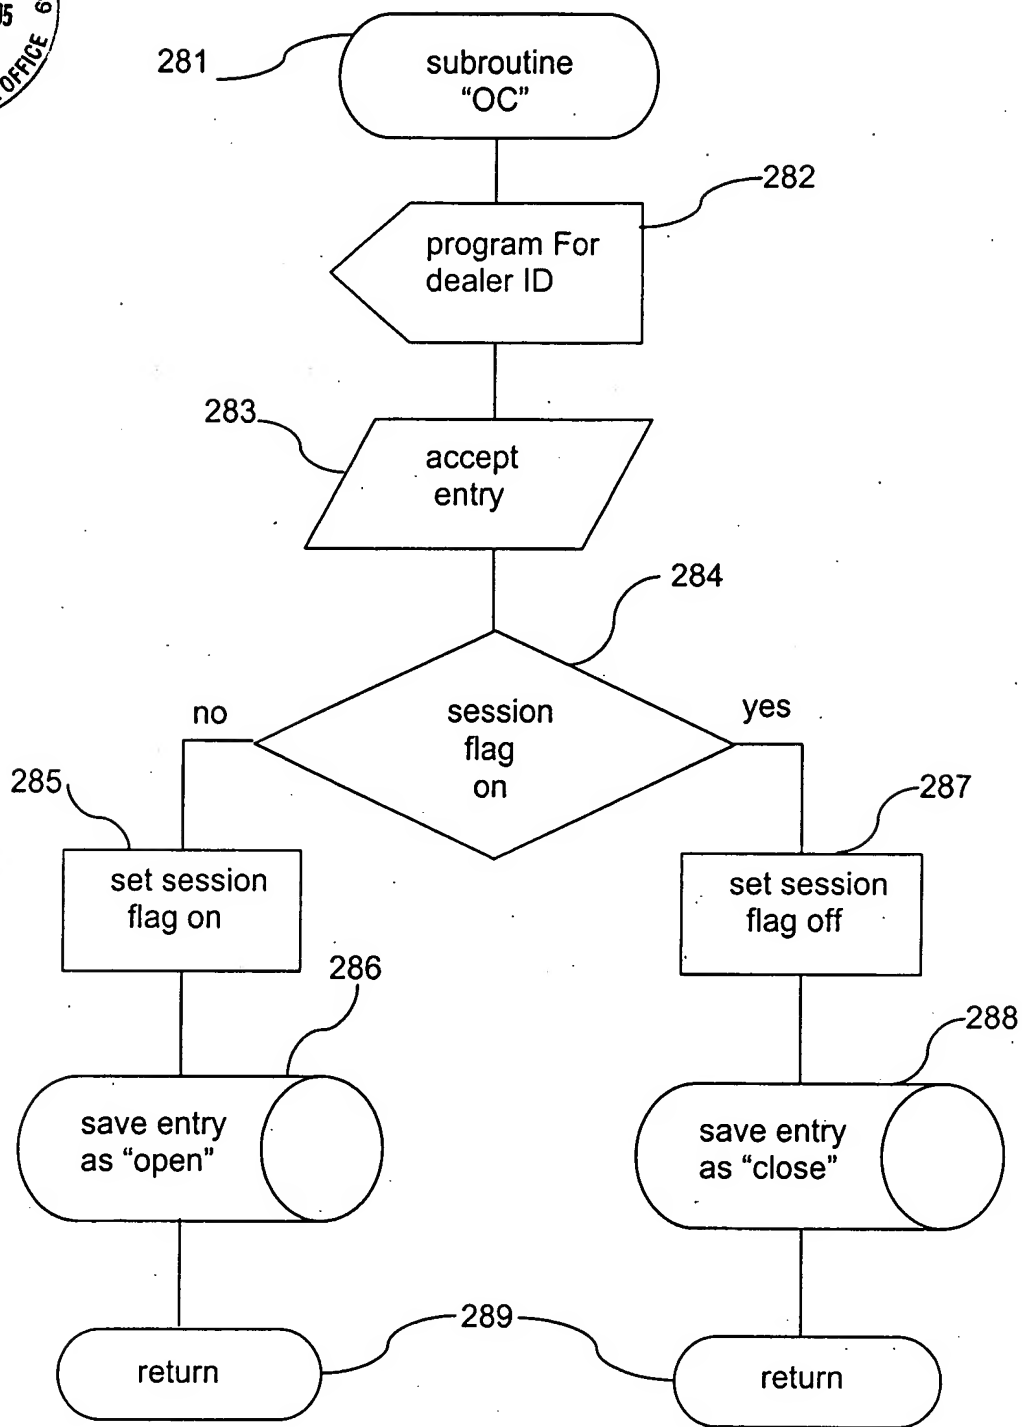 OFFICE
281
subroutine
“OC”
282
program For
dealer ID
283
accept
entry
284
no
session
flag
on
yes
285
set session
flag on
287
set session
flag off
286
save entry
as “open”
288
save entry
as “close”
289
return
return